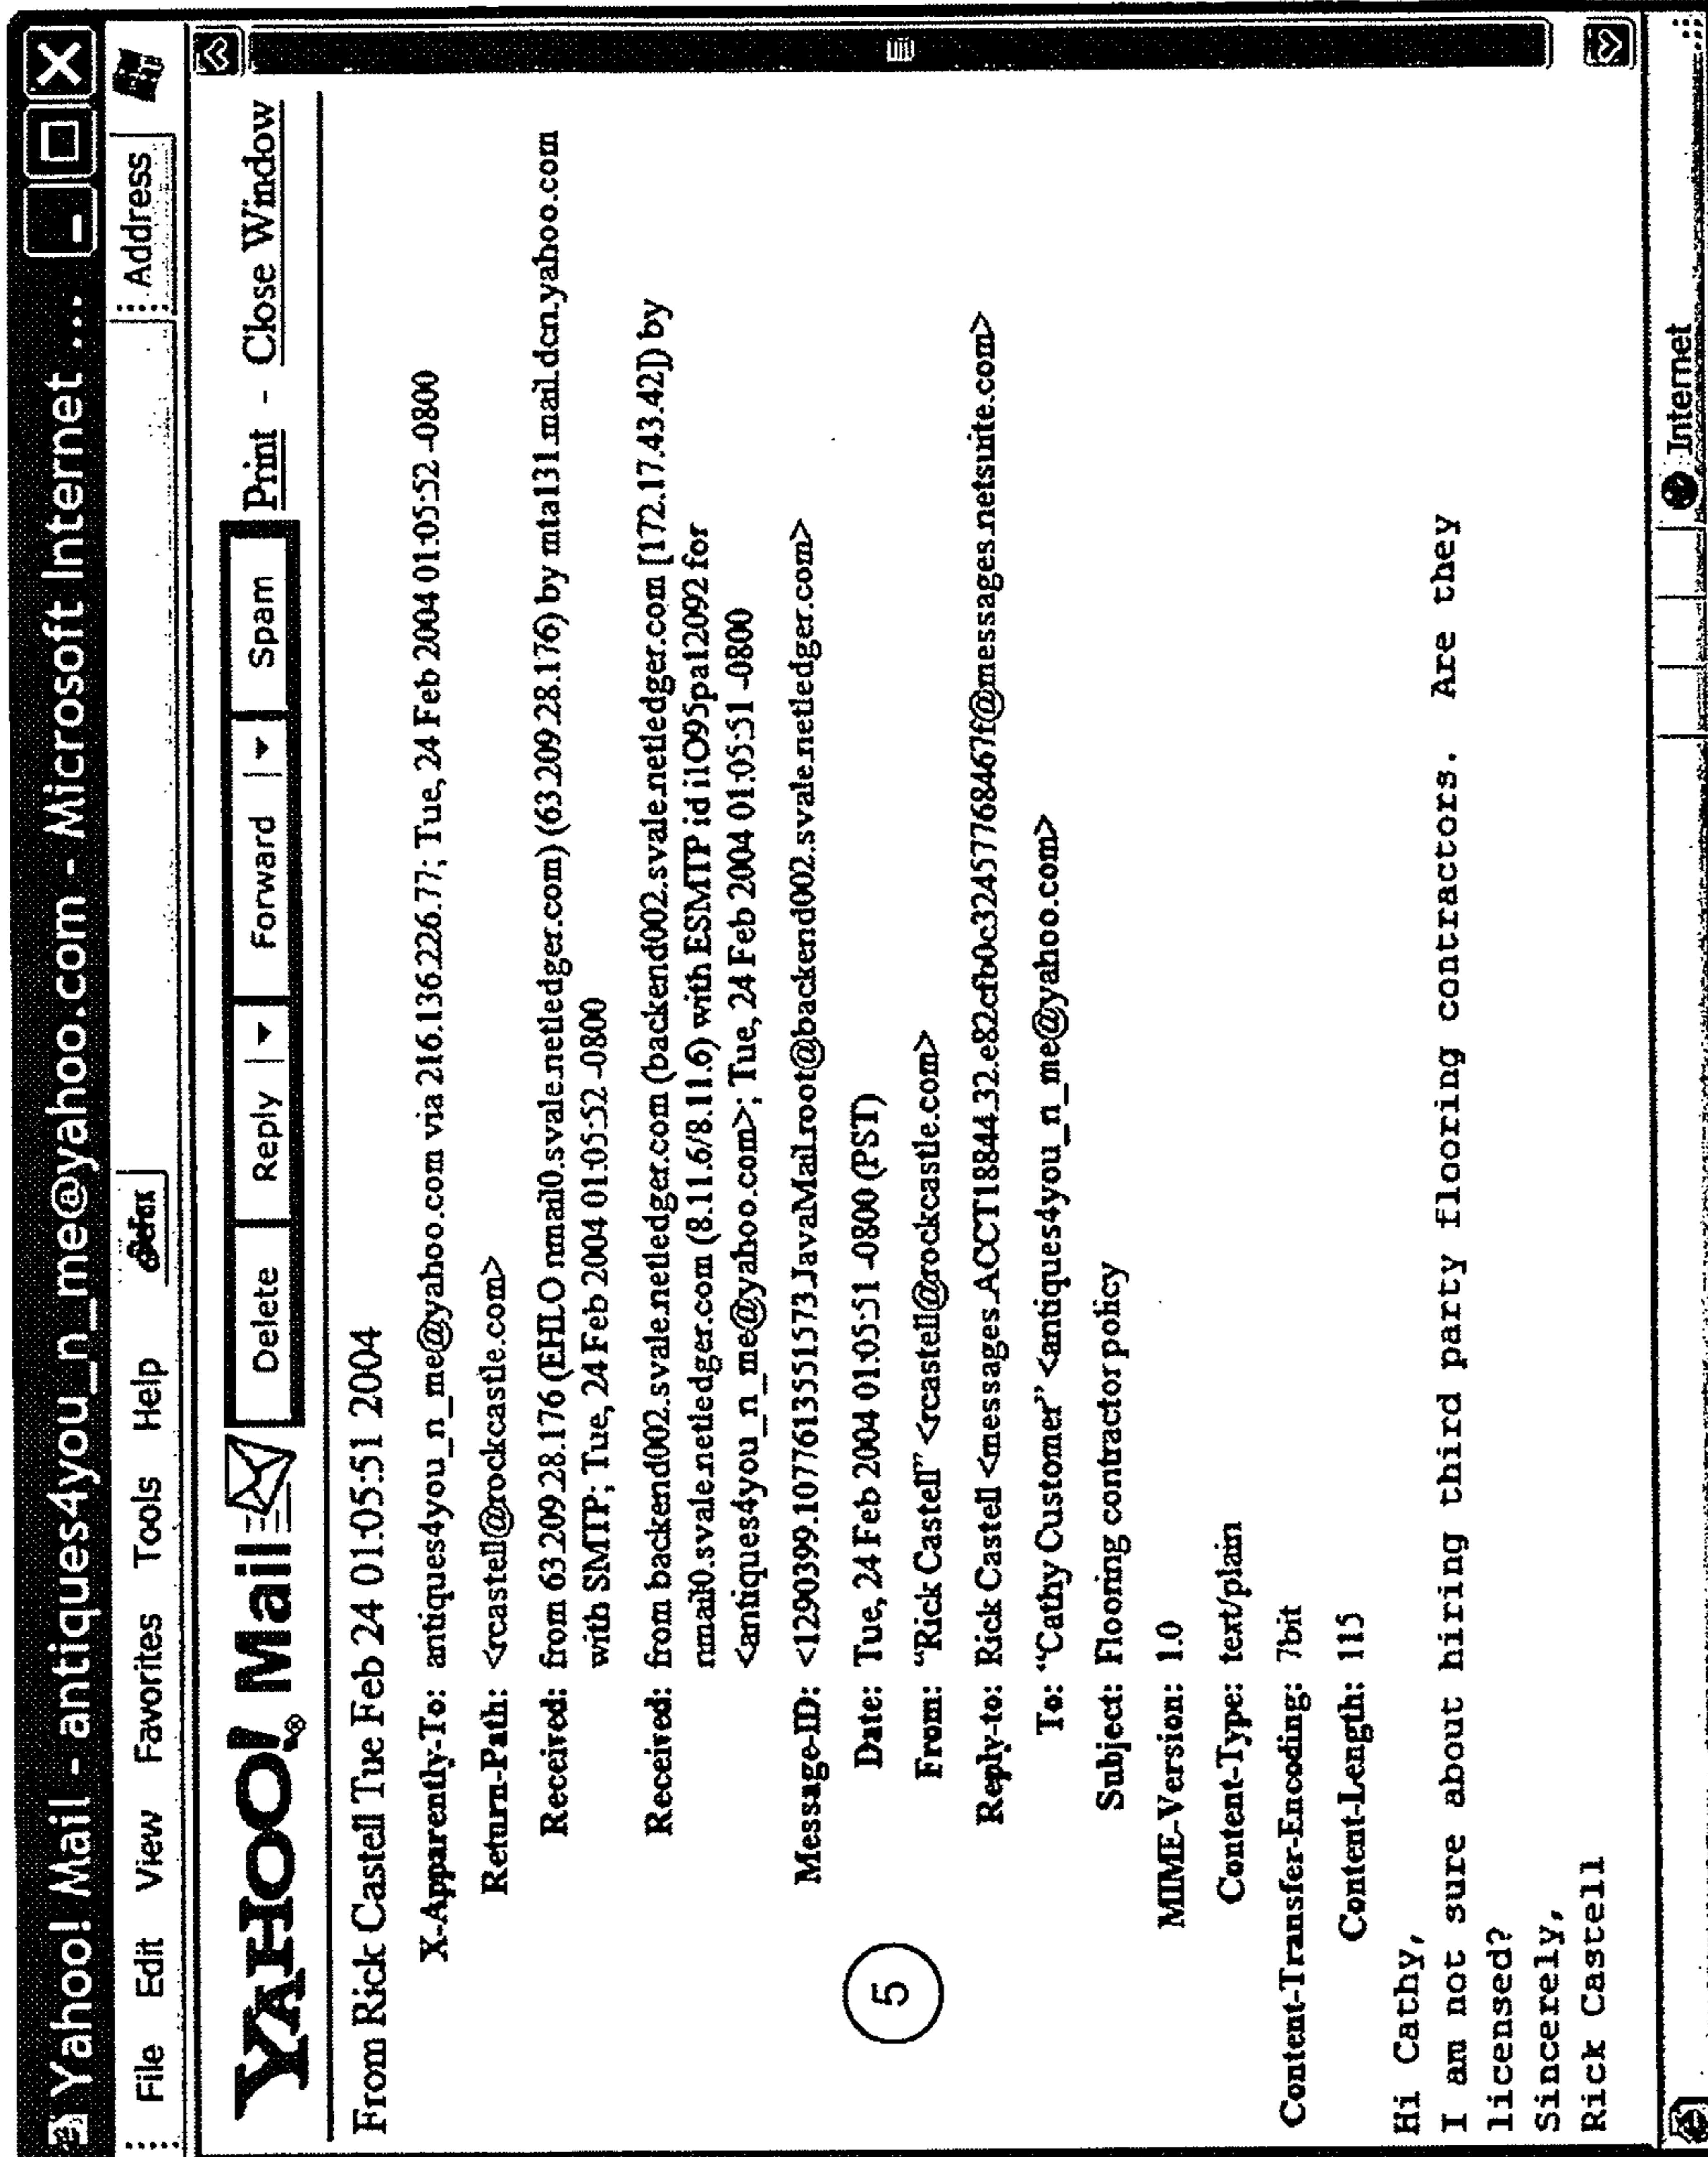 Yahoo! Mail - antiques4you_n_me@yahoo.com - Microsoft Internet ...
File Edit View Favorites Tools Help
Address
YAHOO! Mail
Delete Reply Forward Spam Print - Close Window
From Rick Castell Tue Feb 24 01:05:51 2004
X-Apparently-To: antiques4you_n_me@yahoo.com via 216.136.226.77; Tue, 24 Feb 2004 01:05:52 -0800
Return-Path: <rcastell@rockcastle.com>
Received: from 63.209.28.176 (EHLO nmail0.svale.netledger.com) (63.209.28.176) by mta131.mail.dcn.yahoo.com
with SMTP; Tue, 24 Feb 2004 01:05:52 -0800
Received: from backend002.svale.netledger.com (backend002.svale.netledger.com [172.17.43.42]) by
nmail0.svale.netledger.com (8.11.6/8.11.6) with ESMTP id i1O95pa12092 for
<antiques4you_n_me@yahoo.com>; Tue, 24 Feb 2004 01:05:51 -0800
Message-ID: <1290399.1077613551573.JavaMail.root@backend002.svale.netledger.com>
5
Date: Tue, 24 Feb 2004 01:05:51 -0800 (PST)
From: "Rick Castell" <rcastell@rockcastle.com>
Reply-to: Rick Castell <messages.ACCT18844.32.e82cfb0c32457768467f@messages.netsuite.com>
To: "Cathy Customer" <antiques4you_n_me@yahoo.com>
Subject: Flooring contractor policy
MIME-Version: 1.0
Content-Type: text/plain
Content-Transfer-Encoding: 7bit
Content-Length: 115
Hi Cathy,
I am not sure about hiring third party flooring contractors. Are they
licensed?
Sincerely,
Rick Castell
Internet